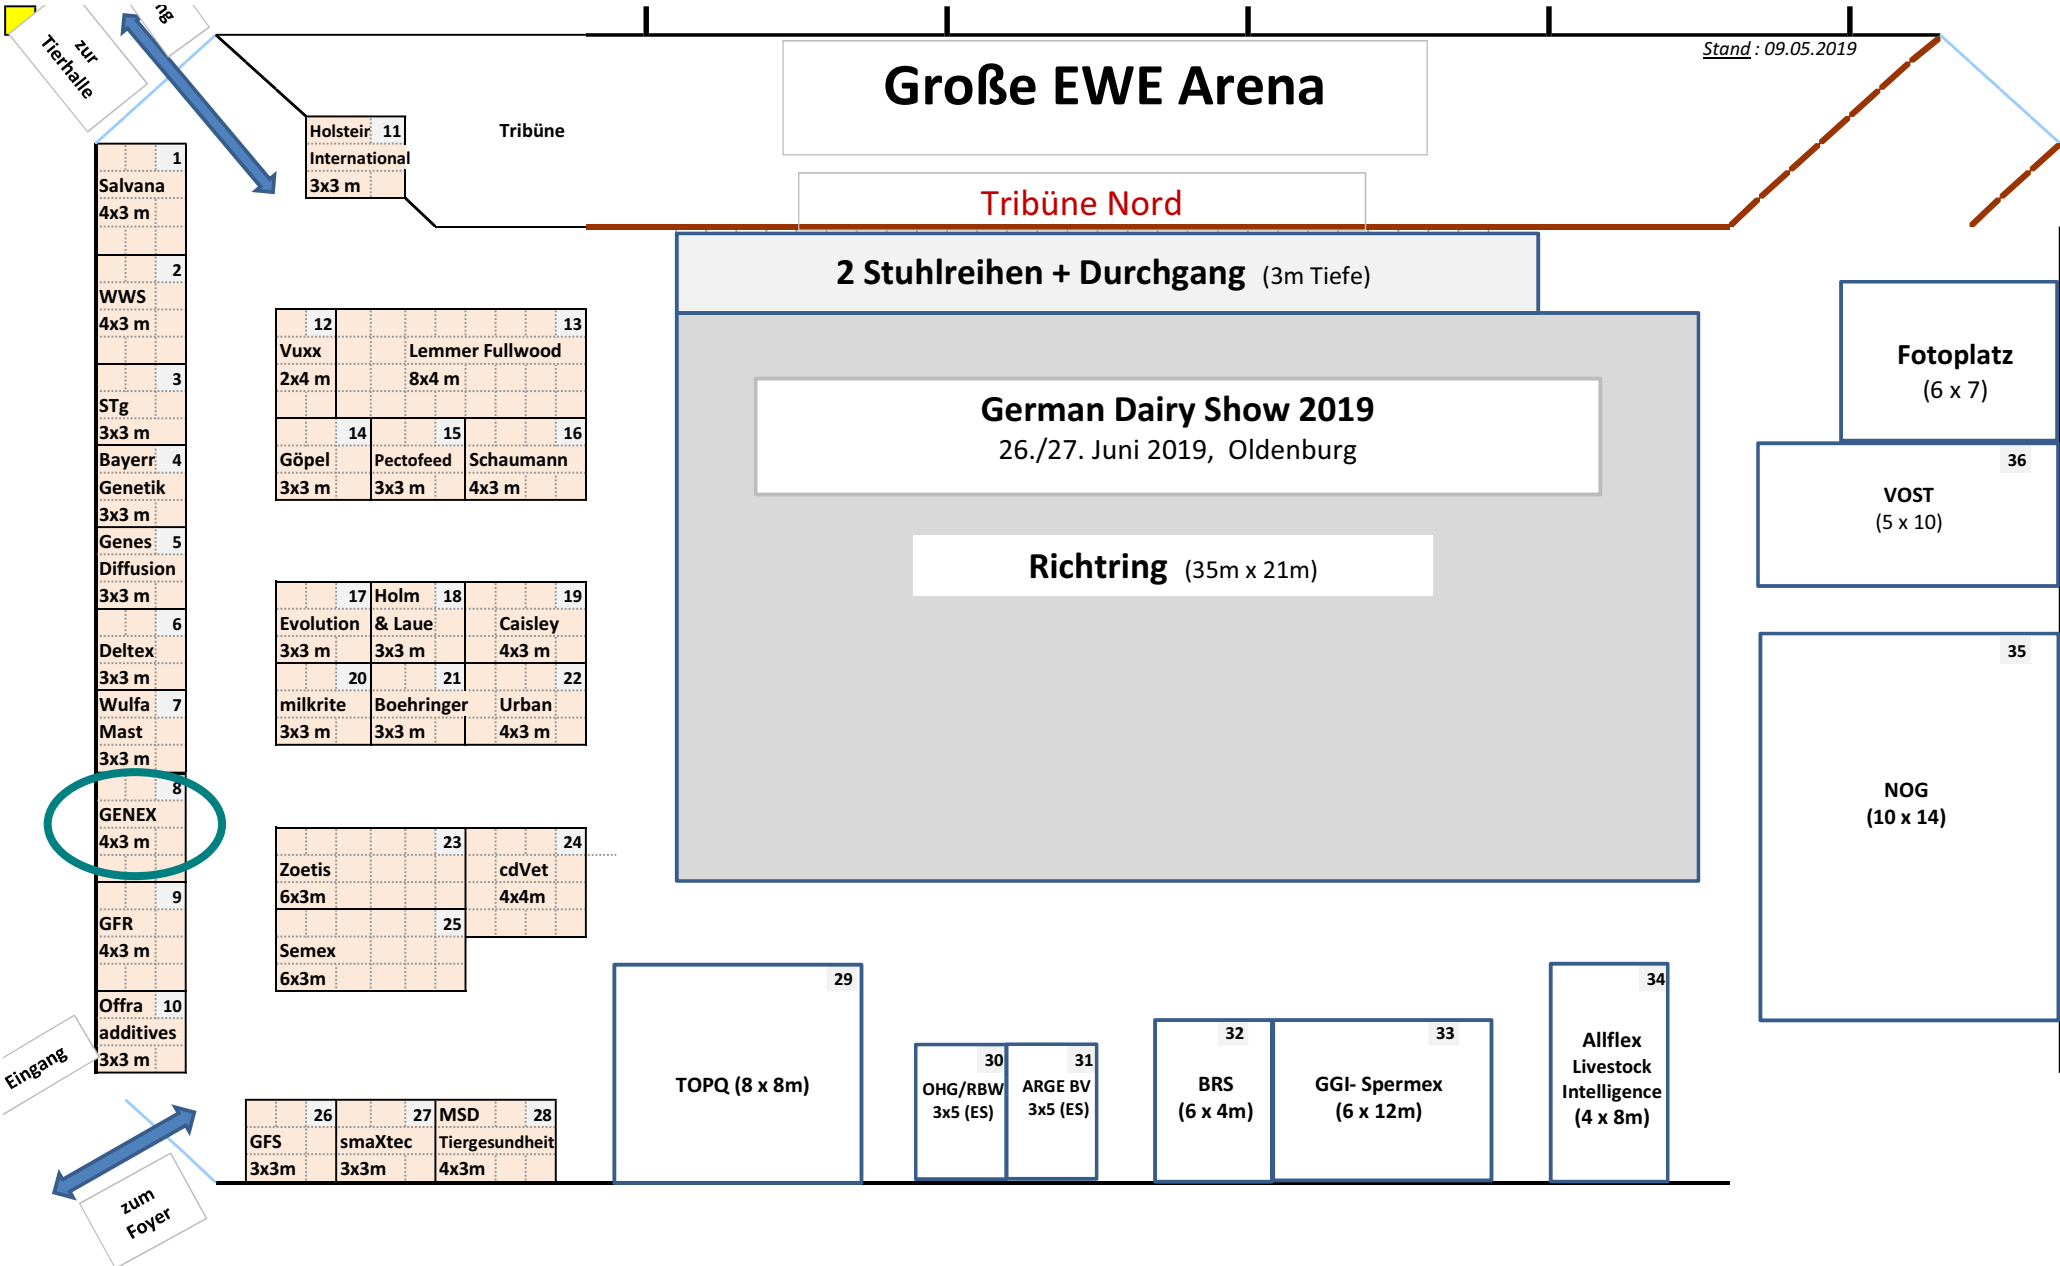 ng
zur
Tierhalle
Große EWE Arena
Stand : 09.05.2019
Tribüne
Tribüne Nord
2 Stuhlreihen + Durchgang (3m Tiefe)
German Dairy Show 2019
26./27. Juni 2019, Oldenburg
Richtring (35m x 21m)
1
Salvana
4x3 m
2
WWS
4x3 m
3
STg
3x3 m
Bayerr 4
Genetik
3x3 m
Genes 5
Diffusion
3x3 m
6
Deltex
3x3 m
Wulfa 7
Mast
3x3 m
8
GENEX
4x3 m
9
GFR
4x3 m
Offra 10
additives
3x3 m
Eingang
zum
Foyer
Holsteir 11
International
3x3 m
12
Vuxx
2x4 m
13
Lemmer Fullwood
8x4 m
14
Göpel
3x3 m
15
Pectofeed
3x3 m
16
Schaumann
4x3 m
17
Evolution
3x3 m
Holm 18
& Laue
3x3 m
19
Caisley
4x3 m
20
milkrite
3x3 m
21
Boehringer
3x3 m
22
Urban
4x3 m
23
Zoetis
6x3m
24
cdVet
4x4m
25
Semex
6x3m
26
GFS
3x3m
27
smaXtec
3x3m
MSD 28
Tiergesundheit
4x3m
29
TOPQ (8 x 8m)
30
OHG/RBW
3x5 (ES)
31
ARGE BV
3x5 (ES)
32
BRS
(6 x 4m)
33
GGI- Spermex
(6 x 12m)
34
Allflex
Livestock
Intelligence
(4 x 8m)
Fotoplatz
(6 x 7)
36
VOST
(5 x 10)
35
NOG
(10 x 14)